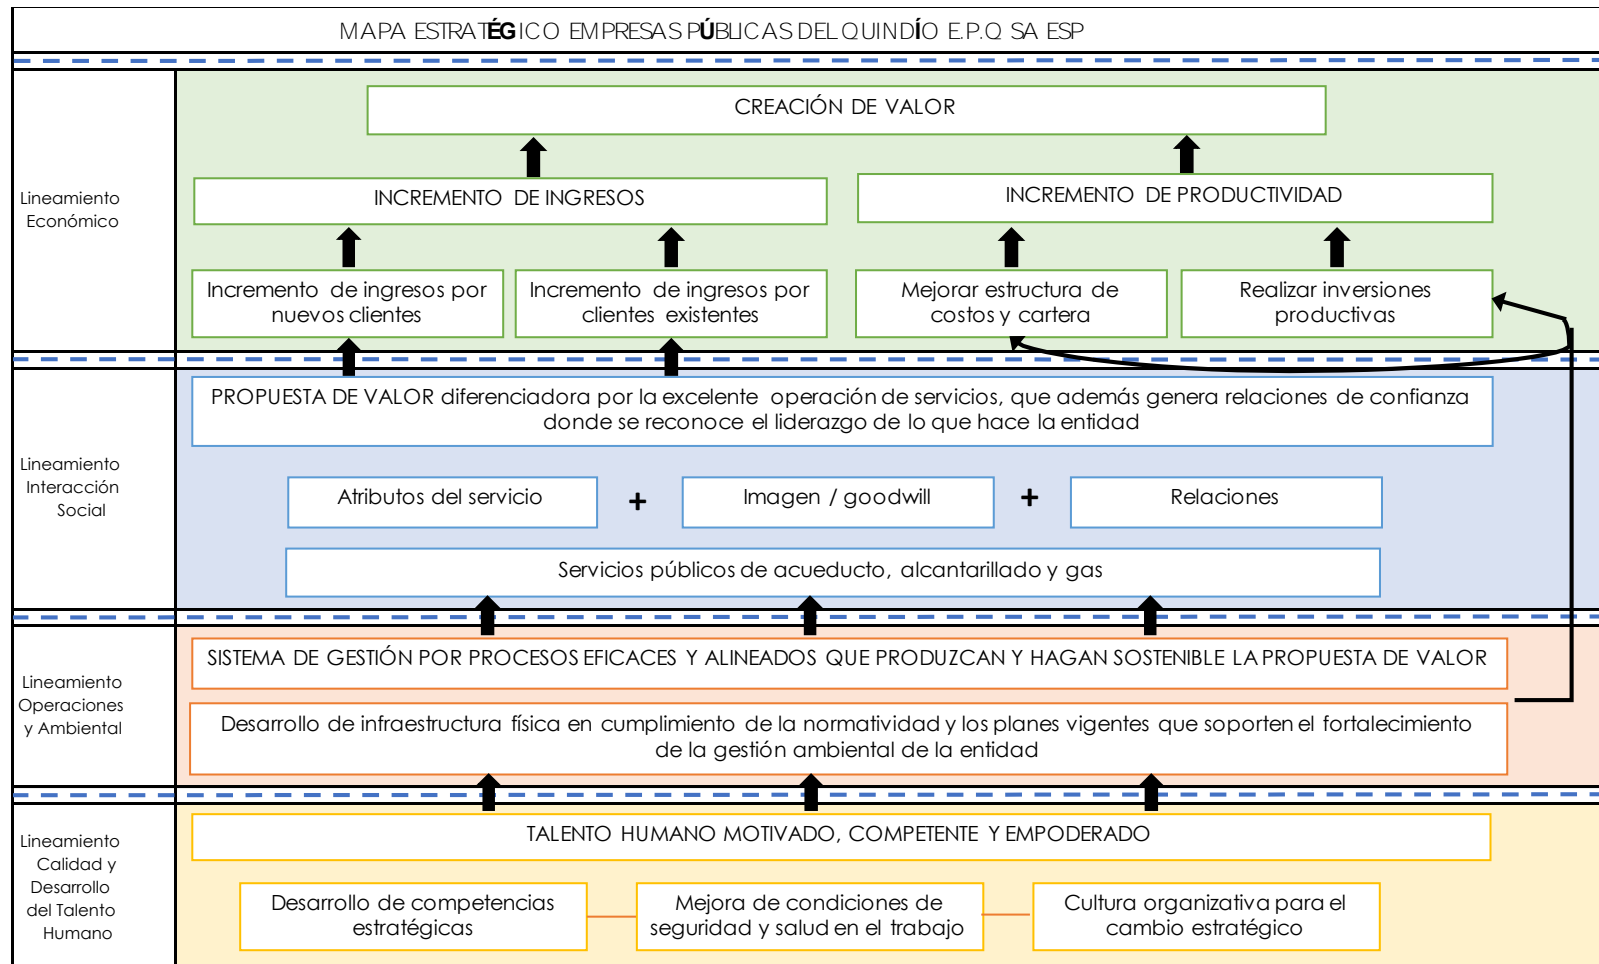 MAPA ESTRATÉGICO EMPRESAS PÚBLICAS DEL QUINDÍO E.P.Q SA ESP
Lineamiento
Económico
CREACIÓN DE VALOR
INCREMENTO DE INGRESOS
INCREMENTO DE PRODUCTIVIDAD
Incremento de ingresos por
nuevos clientes
Incremento de ingresos por
clientes existentes
Mejorar estructura de
costos y cartera
Realizar inversiones
productivas
Lineamiento
Interacción
Social
PROPUESTA DE VALOR diferenciadora por la excelente operación de servicios, que además genera relaciones de confianza
donde se reconoce el liderazgo de lo que hace la entidad
Atributos del servicio
+
Imagen / goodwill
+
Relaciones
Servicios públicos de acueducto, alcantarillado y gas
Lineamiento
Operaciones
y Ambiental
SISTEMA DE GESTIÓN POR PROCESOS EFICACES Y ALINEADOS QUE PRODUZCAN Y HAGAN SOSTENIBLE LA PROPUESTA DE VALOR
Desarrollo de infraestructura física en cumplimiento de la normatividad y los planes vigentes que soporten el fortalecimiento
de la gestión ambiental de la entidad
Lineamiento
Calidad y
Desarrollo
del Talento
Humano
TALENTO HUMANO MOTIVADO, COMPETENTE Y EMPODERADO
Desarrollo de competencias
estratégicas
Mejora de condiciones de
seguridad y salud en el trabajo
Cultura organizativa para el
cambio estratégico